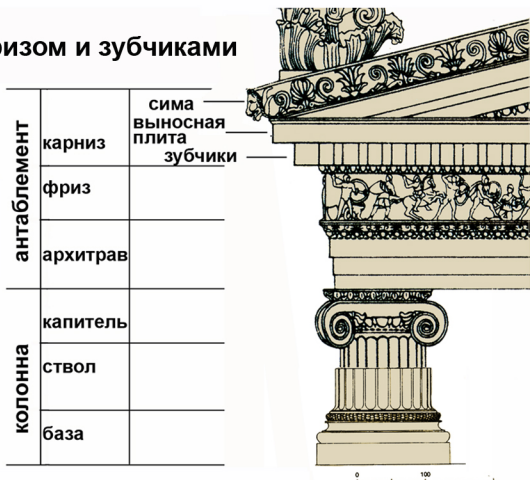 ризом и зубчиками
сима
выносная
плита
зубчики
антаблемент
карниз
фриз
архитрав
колонна
капитель
ствол
база
0 100